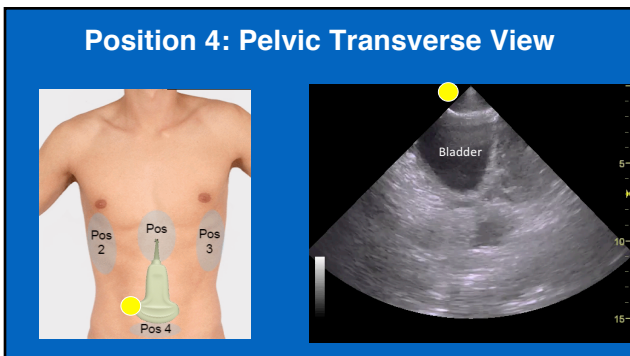 Position 4: Pelvic Transverse View
Pos
Pos
2
Pos
3
Pos 4
Bladder
5
10
15